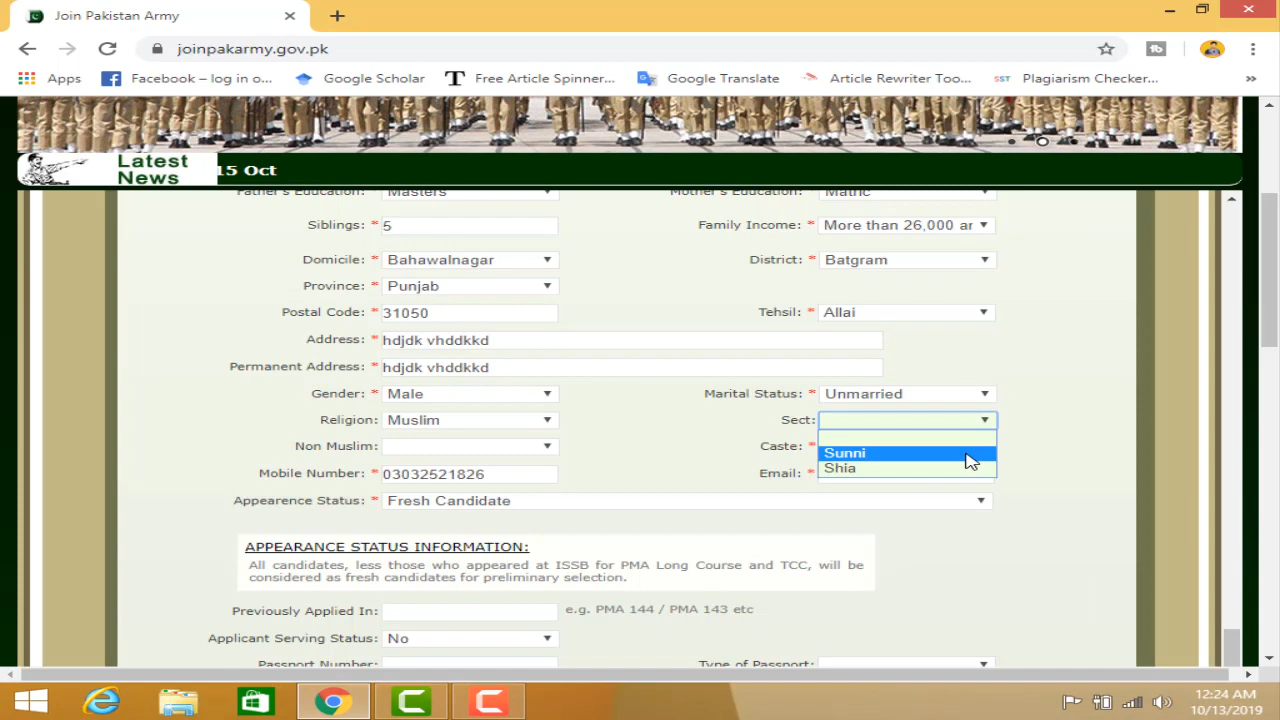 Join Pakistan Army
joinpakarmy.gov.pk
Apps Facebook – log in o... Google Scholar Free Article Spinner... Google Translate Article Rewriter Too... SST Plagiarism Checker... »
Latest News 15 Oct
Father's Education: Masters Mother's Education: Matric
Siblings: * 5 Family Income: * More than 26,000 ar
Domicile: * Bahawalnagar District: * Batgram
Province: * Punjab
Postal Code: * 31050 Tehsil: * Allai
Address: * hdjdk vhddkkd
Permanent Address: * hdjdk vhddkkd
Gender: * Male Marital Status: * Unmarried
Religion: * Muslim Sect:
Non Muslim: Caste: * Sunni
Mobile Number: * 03032521826 Email: * Shia
Appearence Status: * Fresh Candidate
APPEARANCE STATUS INFORMATION:
All candidates, less those who appeared at ISSB for PMA Long Course and TCC, will be
considered as fresh candidates for preliminary selection.
Previously Applied In: e.g. PMA 144 / PMA 143 etc
Applicant Serving Status: No
Passport Number: Type of Passport:
12:24 AM
10/13/2019